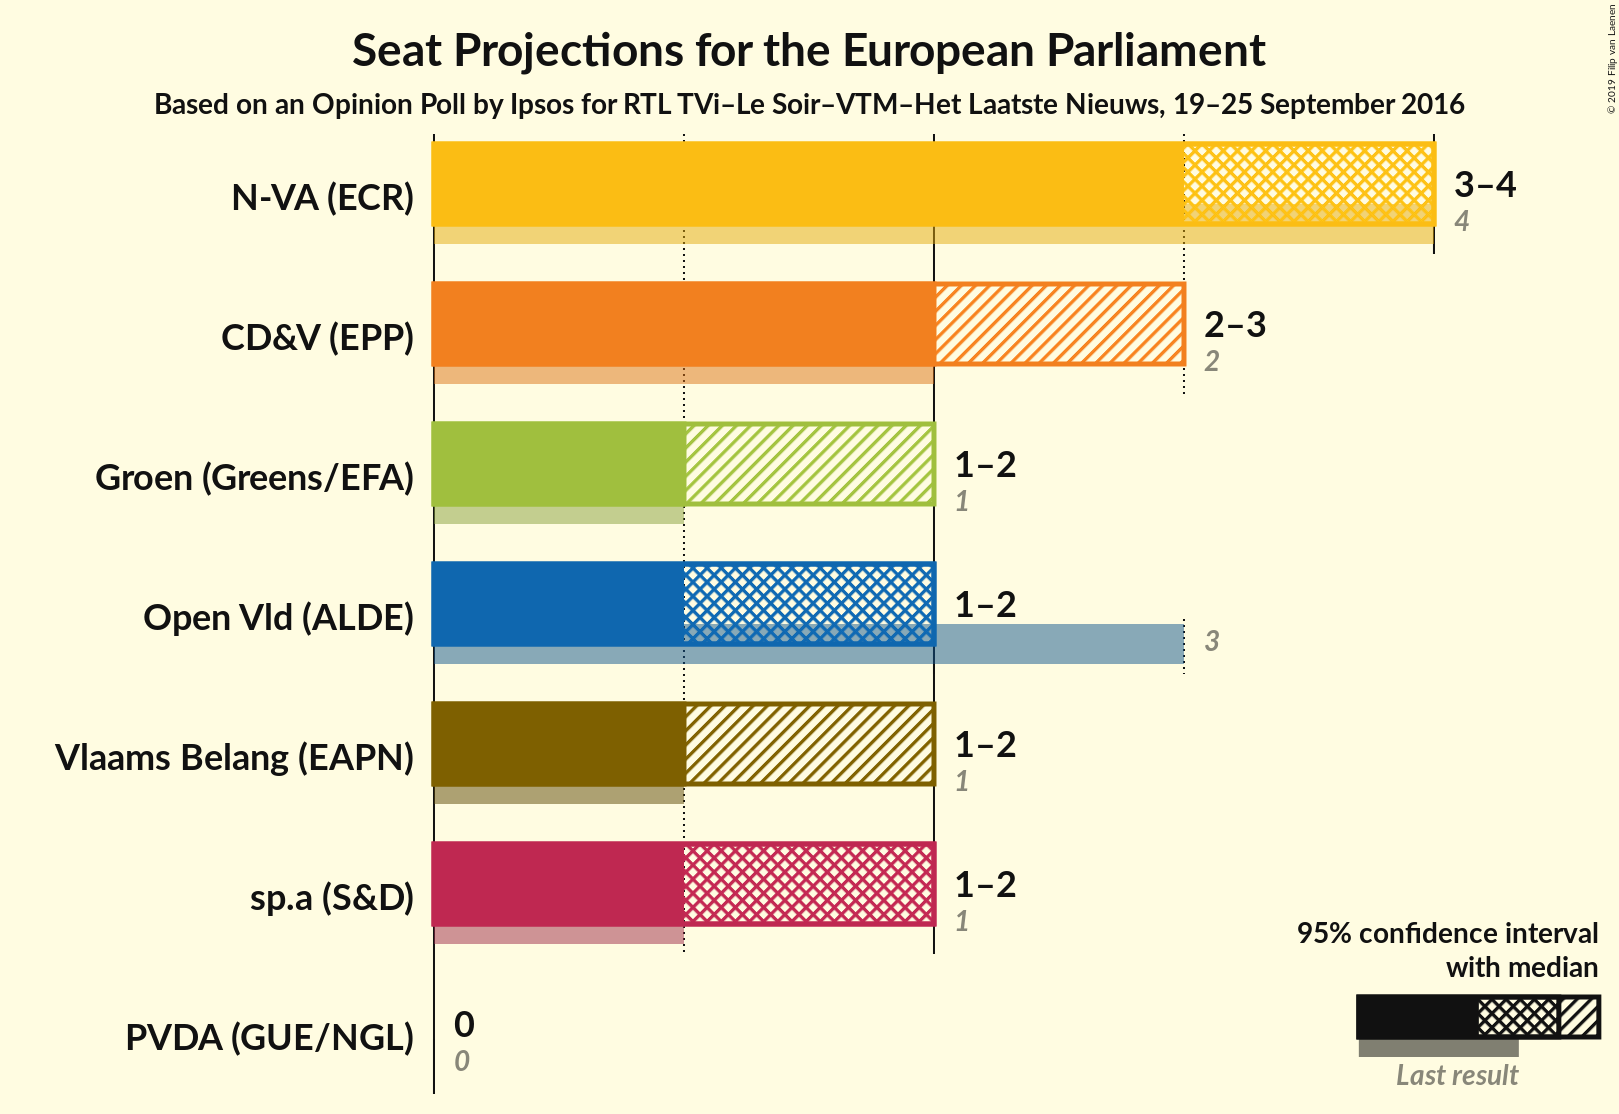 Seat Projections for the European Parliament
Based on an Opinion Poll by Ipsos for RTL TVi–Le Soir–VTM–Het Laatste Nieuws, 19–25 September 2016
© 2019 Filip van Laenen
N-VA (ECR)
3–4
4
CD&V (EPP)
2–3
2
Groen (Greens/EFA)
1–2
1
Open Vld (ALDE)
1–2
3
Vlaams Belang (EAPN)
1–2
1
sp.a (S&D)
1–2
1
PVDA (GUE/NGL)
0
0
95% confidence interval
with median
Last result